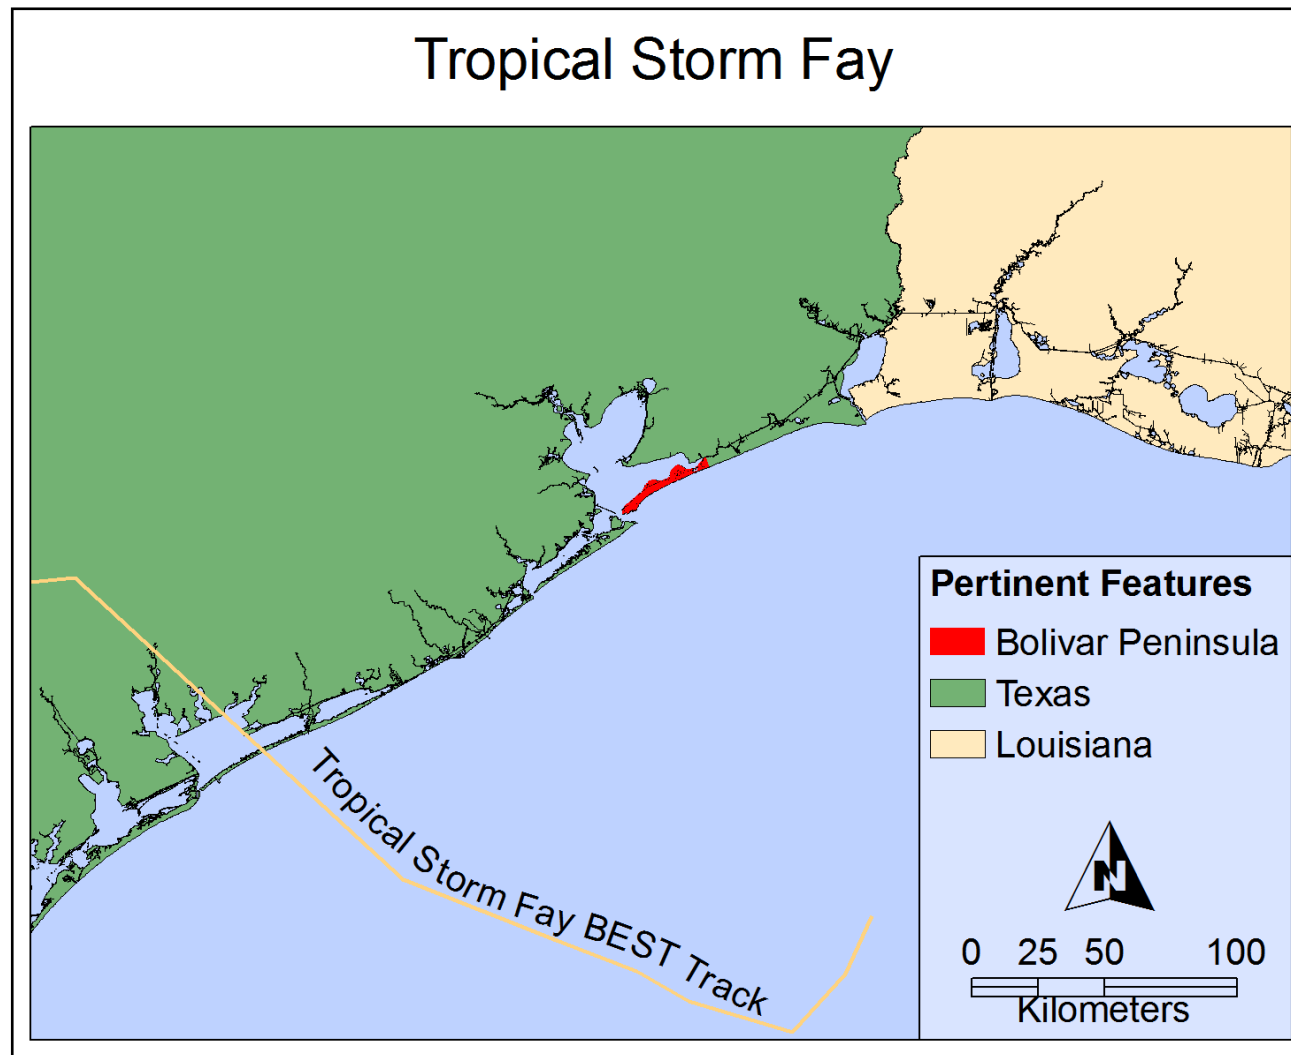 Tropical Storm Fay
Tropical Storm Fay BEST Track
Pertinent Features
Bolivar Peninsula
Texas
Louisiana
N
0 25 50 100
Kilometers